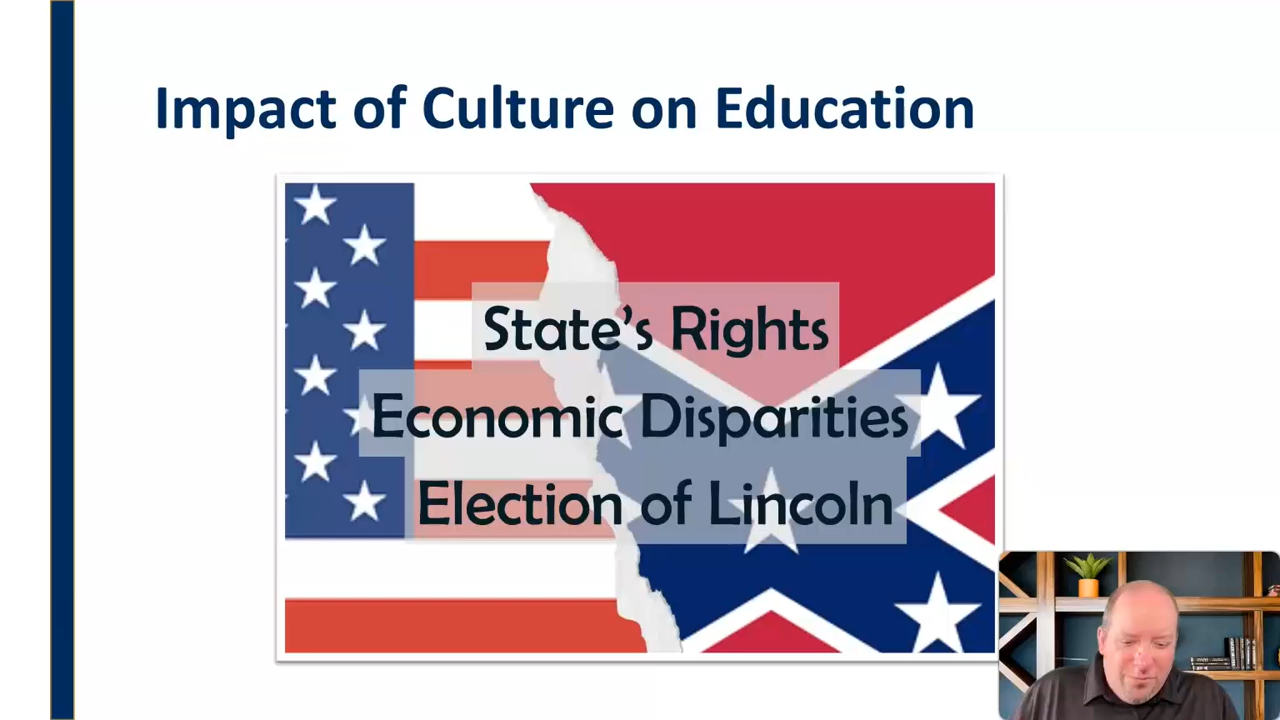 Impact of Culture on Education
State’s Rights
Economic Disparities
Election of Lincoln